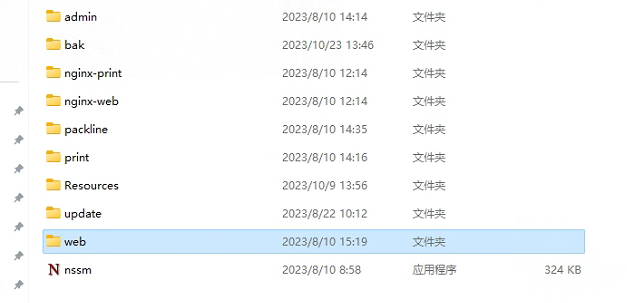 admin 2023/8/10 14:14 文件夹
bak 2023/10/23 13:46 文件夹
nginx-print 2023/8/10 12:14 文件夹
nginx-web 2023/8/10 12:14 文件夹
packline 2023/8/10 14:35 文件夹
print 2023/8/10 14:16 文件夹
Resources 2023/10/9 13:56 文件夹
update 2023/8/22 10:12 文件夹
web 2023/8/10 15:19 文件夹
nssm 2023/8/10 8:58 应用程序 324 KB